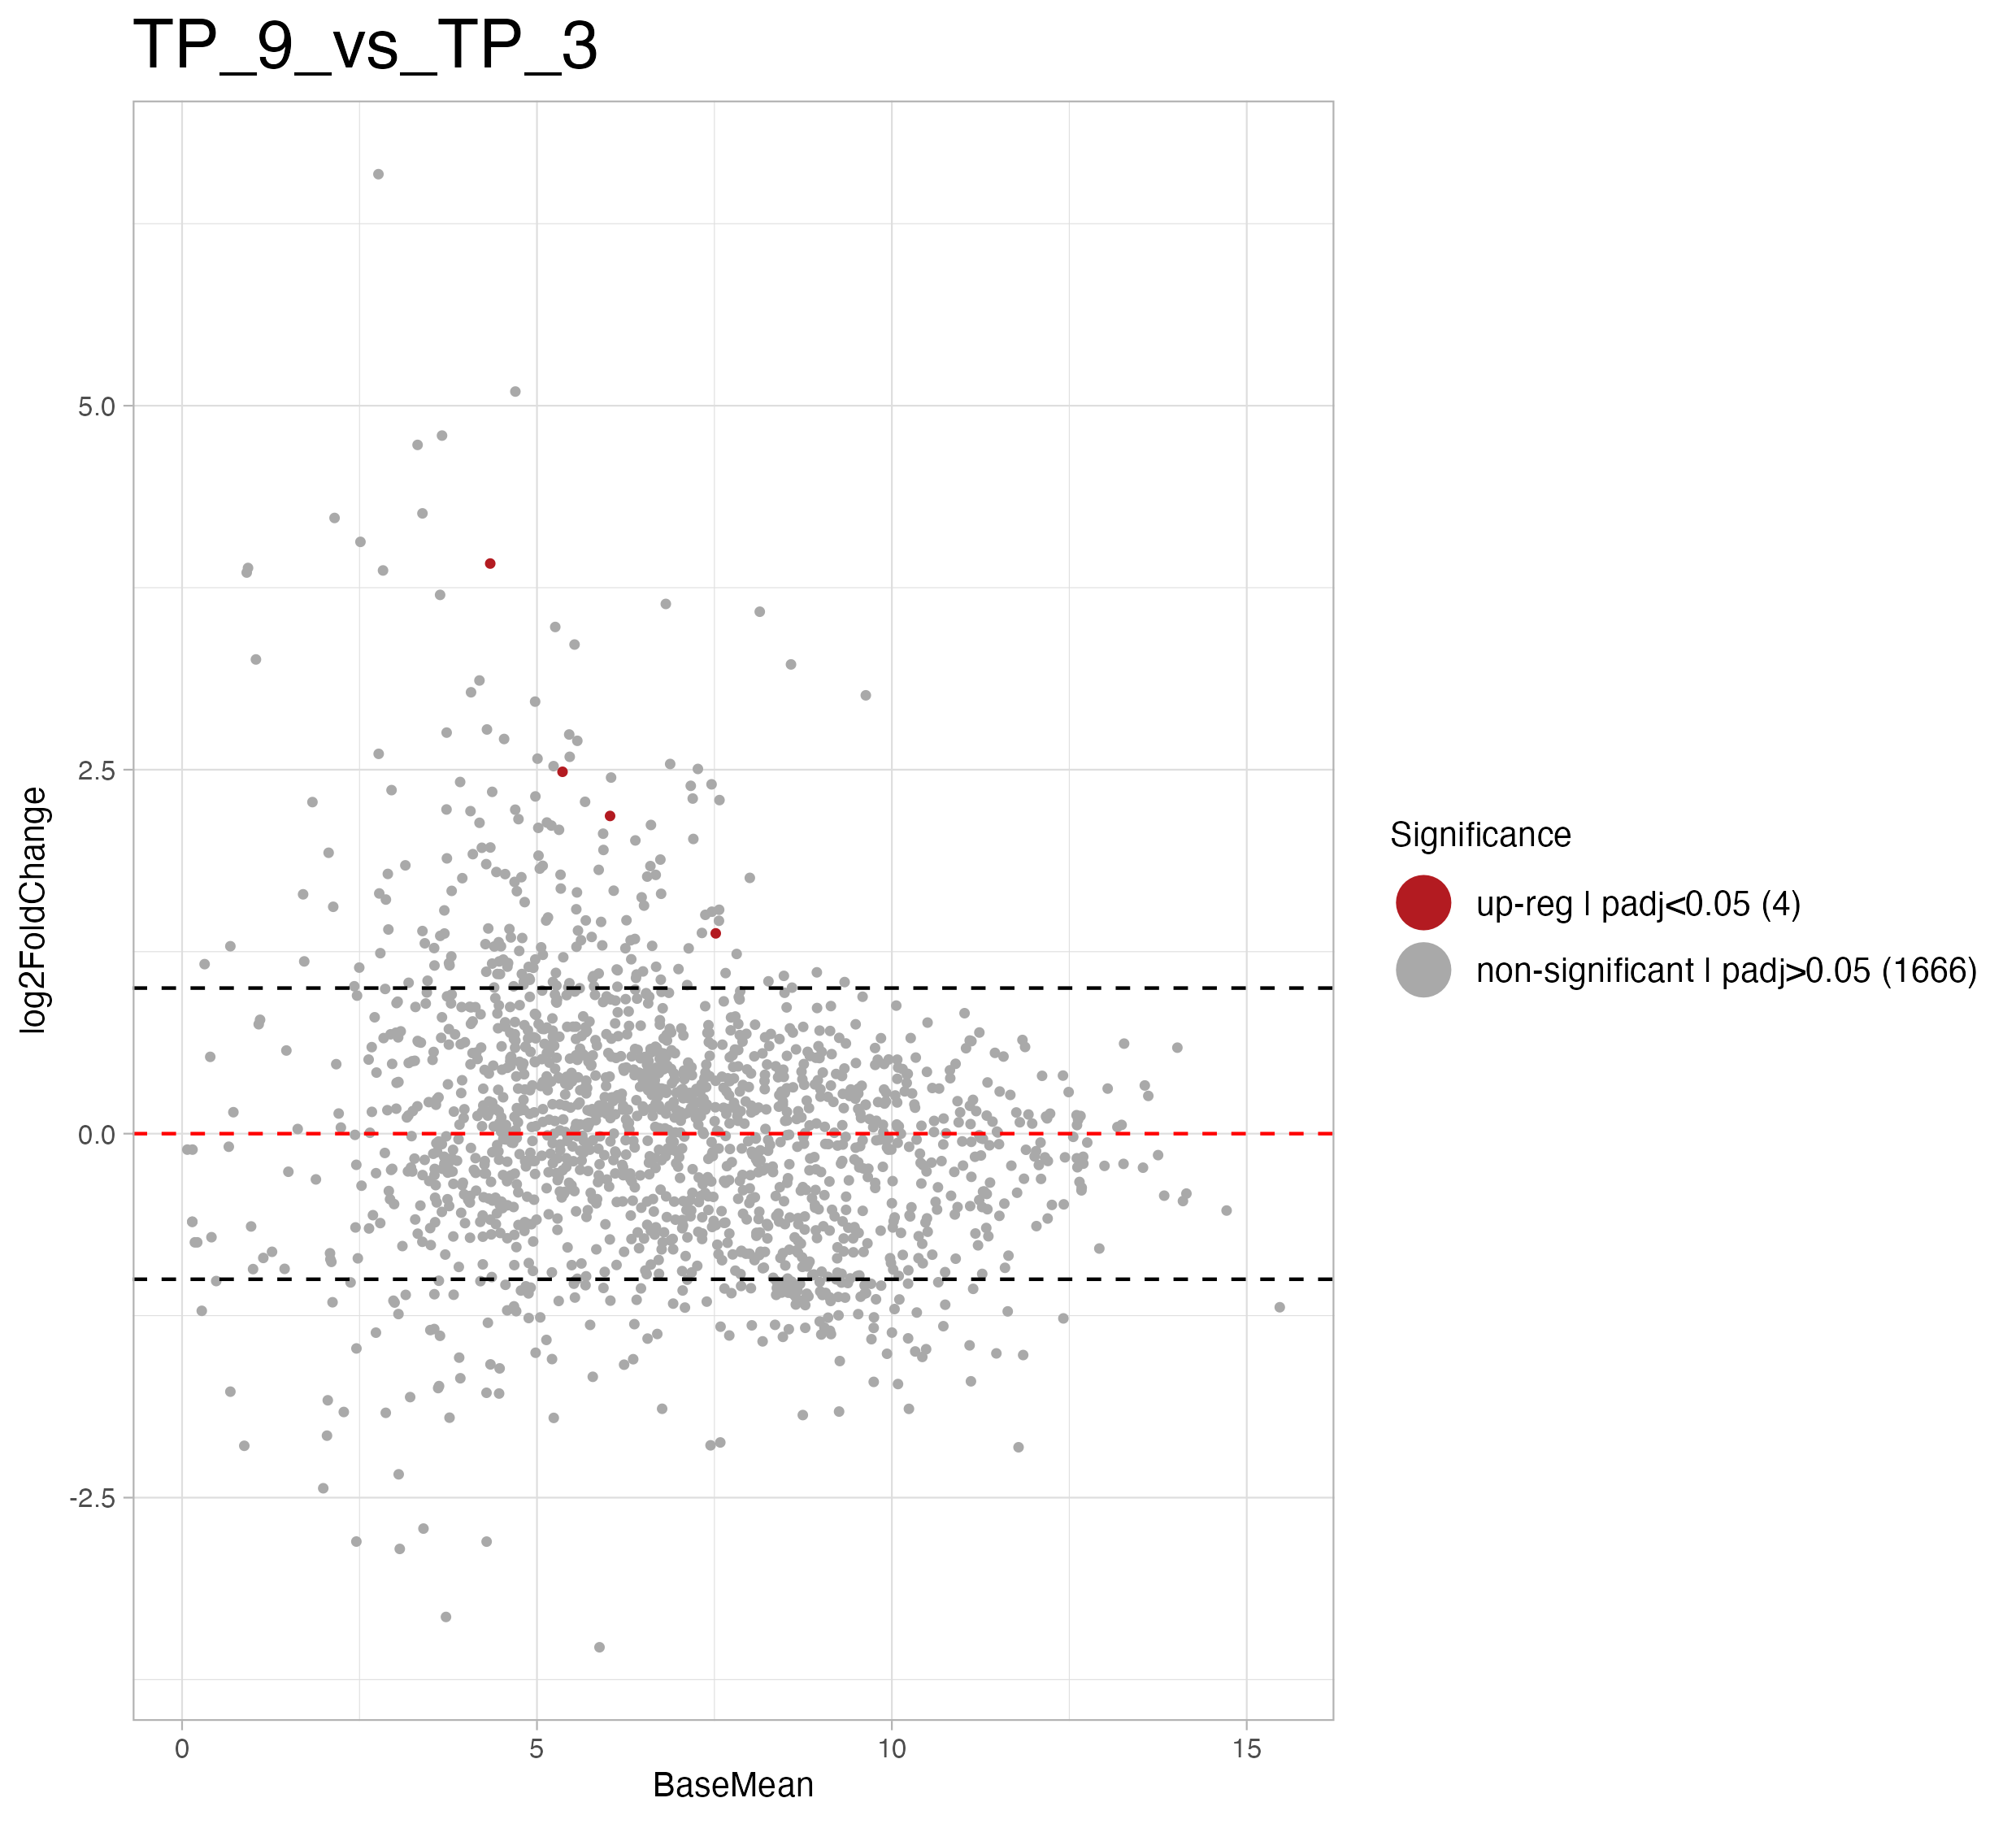 TP_9_vs_TP_3
log2FoldChange
5.0
2.5
0.0
-2.5
0
5
10
15
BaseMean
Significance
up-reg | padj<0.05 (4)
non-significant | padj>0.05 (1666)